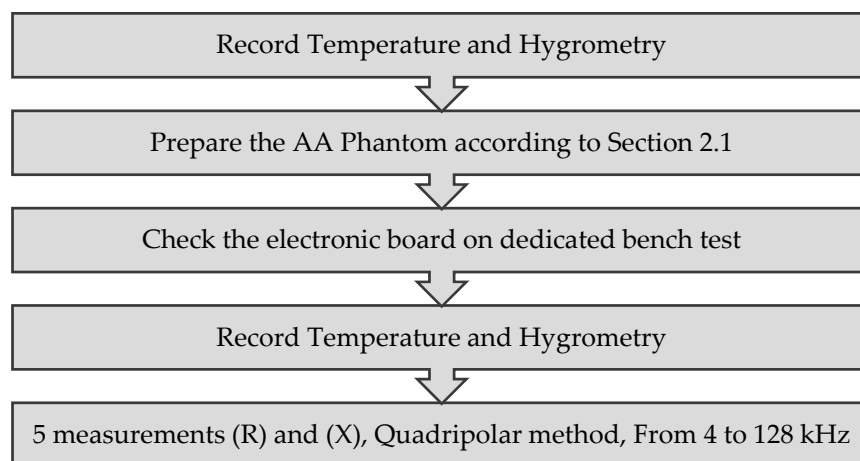 Record Temperature and Hygrometry
Prepare the AA Phantom according to Section 2.1
Check the electronic board on dedicated bench test
Record Temperature and Hygrometry
5 measurements (R) and (X), Quadripolar method, From 4 to 128 kHz